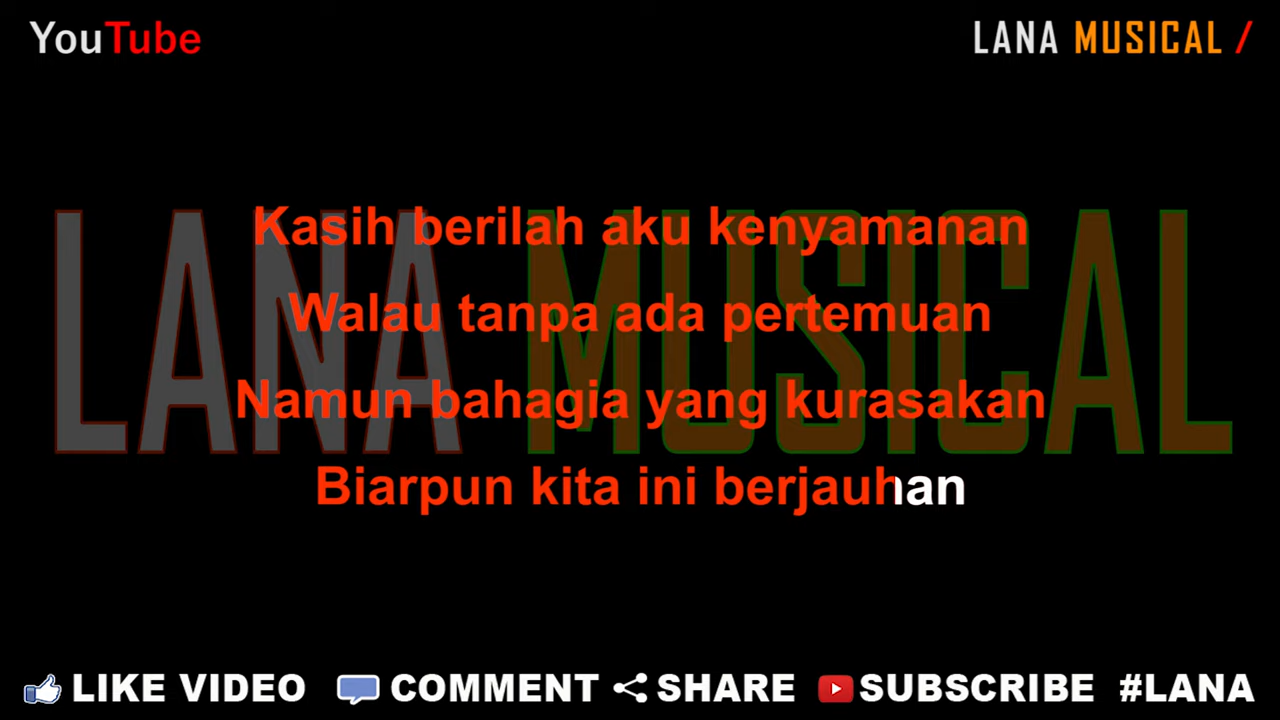 YouTube
LANA MUSICAL /
LANA MUSICAL
Kasih berilah aku kenyamanan
Walau tanpa ada pertemuan
Namun bahagia yang kurasakan
Biarpun kita ini berjauhan
LIKE VIDEO COMMENT SHARE SUBSCRIBE #LANA